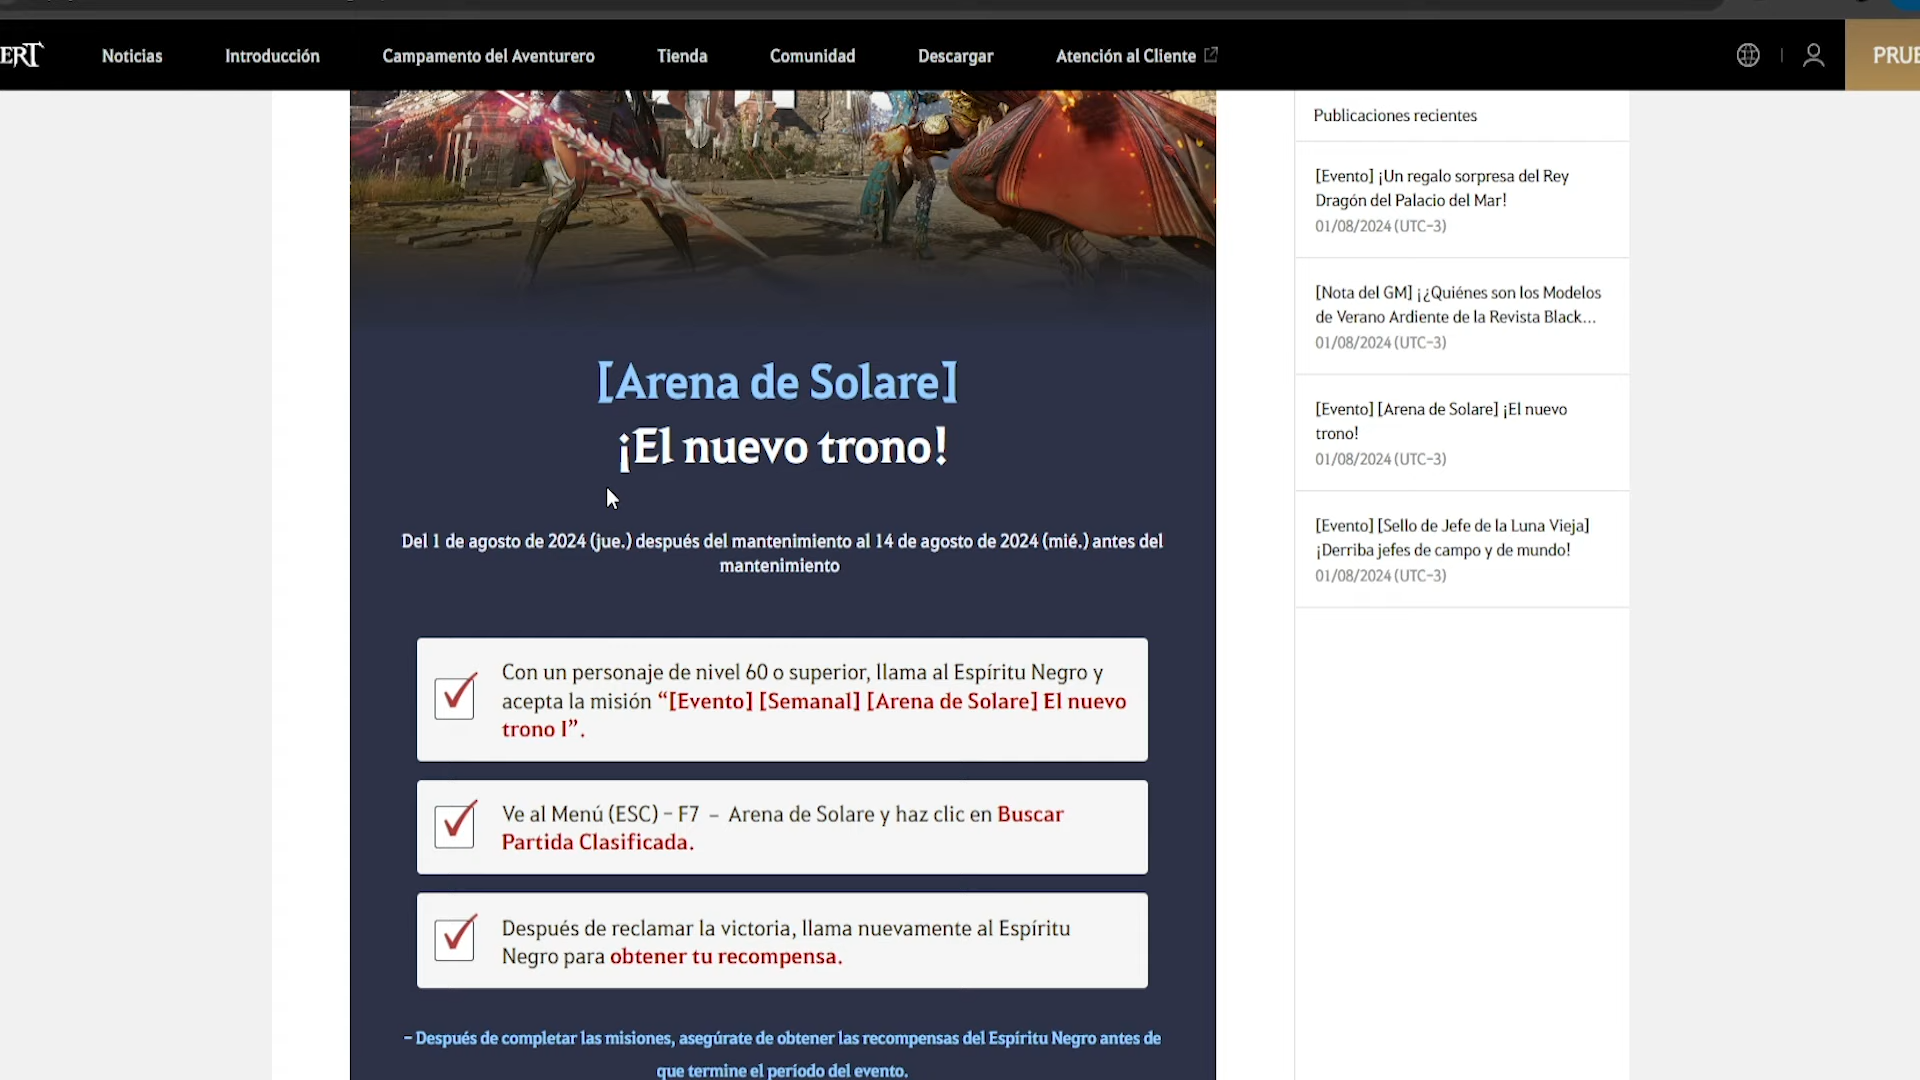 ERT
Noticias
Introducción
Campamento del Aventurero
Tienda
Comunidad
Descargar
Atención al Cliente
PRUE
[Arena de Solare]
¡El nuevo trono!
Del 1 de agosto de 2024 (jue.) después del mantenimiento al 14 de agosto de 2024 (mié.) antes del
mantenimiento
Con un personaje de nivel 60 o superior, llama al Espíritu Negro y
acepta la misión “[Evento] [Semanal] [Arena de Solare] El nuevo
trono I”.
Ve al Menú (ESC) – F7 – Arena de Solare y haz clic en Buscar
Partida Clasificada.
Después de reclamar la victoria, llama nuevamente al Espíritu
Negro para obtener tu recompensa.
– Después de completar las misiones, asegúrate de obtener las recompensas del Espíritu Negro antes de
que termine el período del evento.
Publicaciones recientes
[Evento] ¡Un regalo sorpresa del Rey
Dragón del Palacio del Mar!
01/08/2024 (UTC-3)
[Nota del GM] ¡¿Quiénes son los Modelos
de Verano Ardiente de la Revista Black...
01/08/2024 (UTC-3)
[Evento] [Arena de Solare] ¡El nuevo
trono!
01/08/2024 (UTC-3)
[Evento] [Sello de Jefe de la Luna Vieja]
¡Derriba jefes de campo y de mundo!
01/08/2024 (UTC-3)